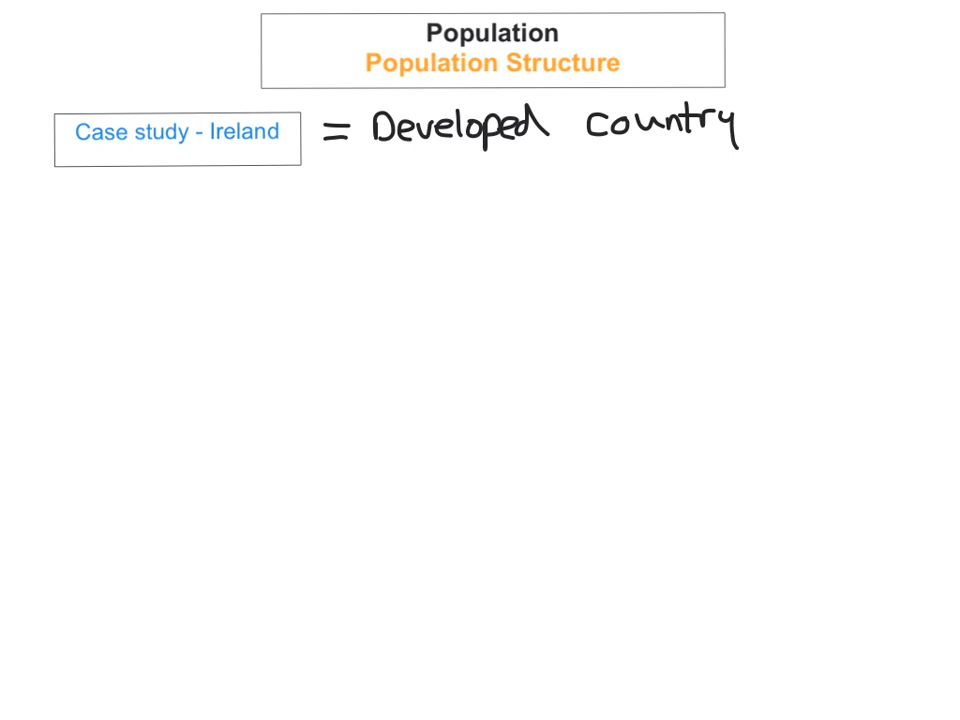 Population
Population Structure
Case study - Ireland = Developed country